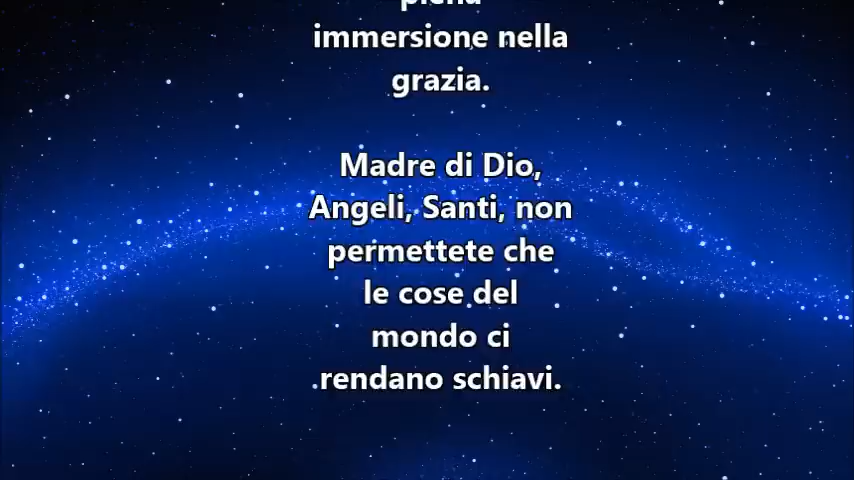 piena
immersione nella
grazia.
Madre di Dio,
Angeli, Santi, non
permettete che
le cose del
mondo ci
rendano schiavi.